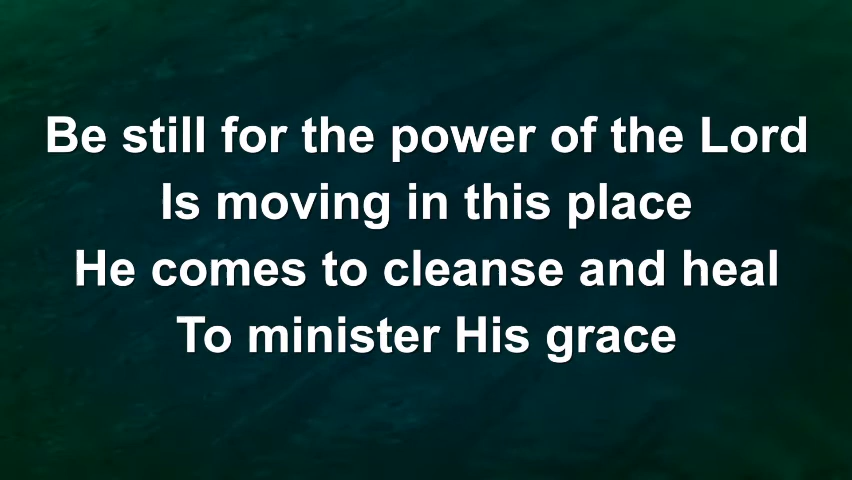 Be still for the power of the Lord
Is moving in this place
He comes to cleanse and heal
To minister His grace